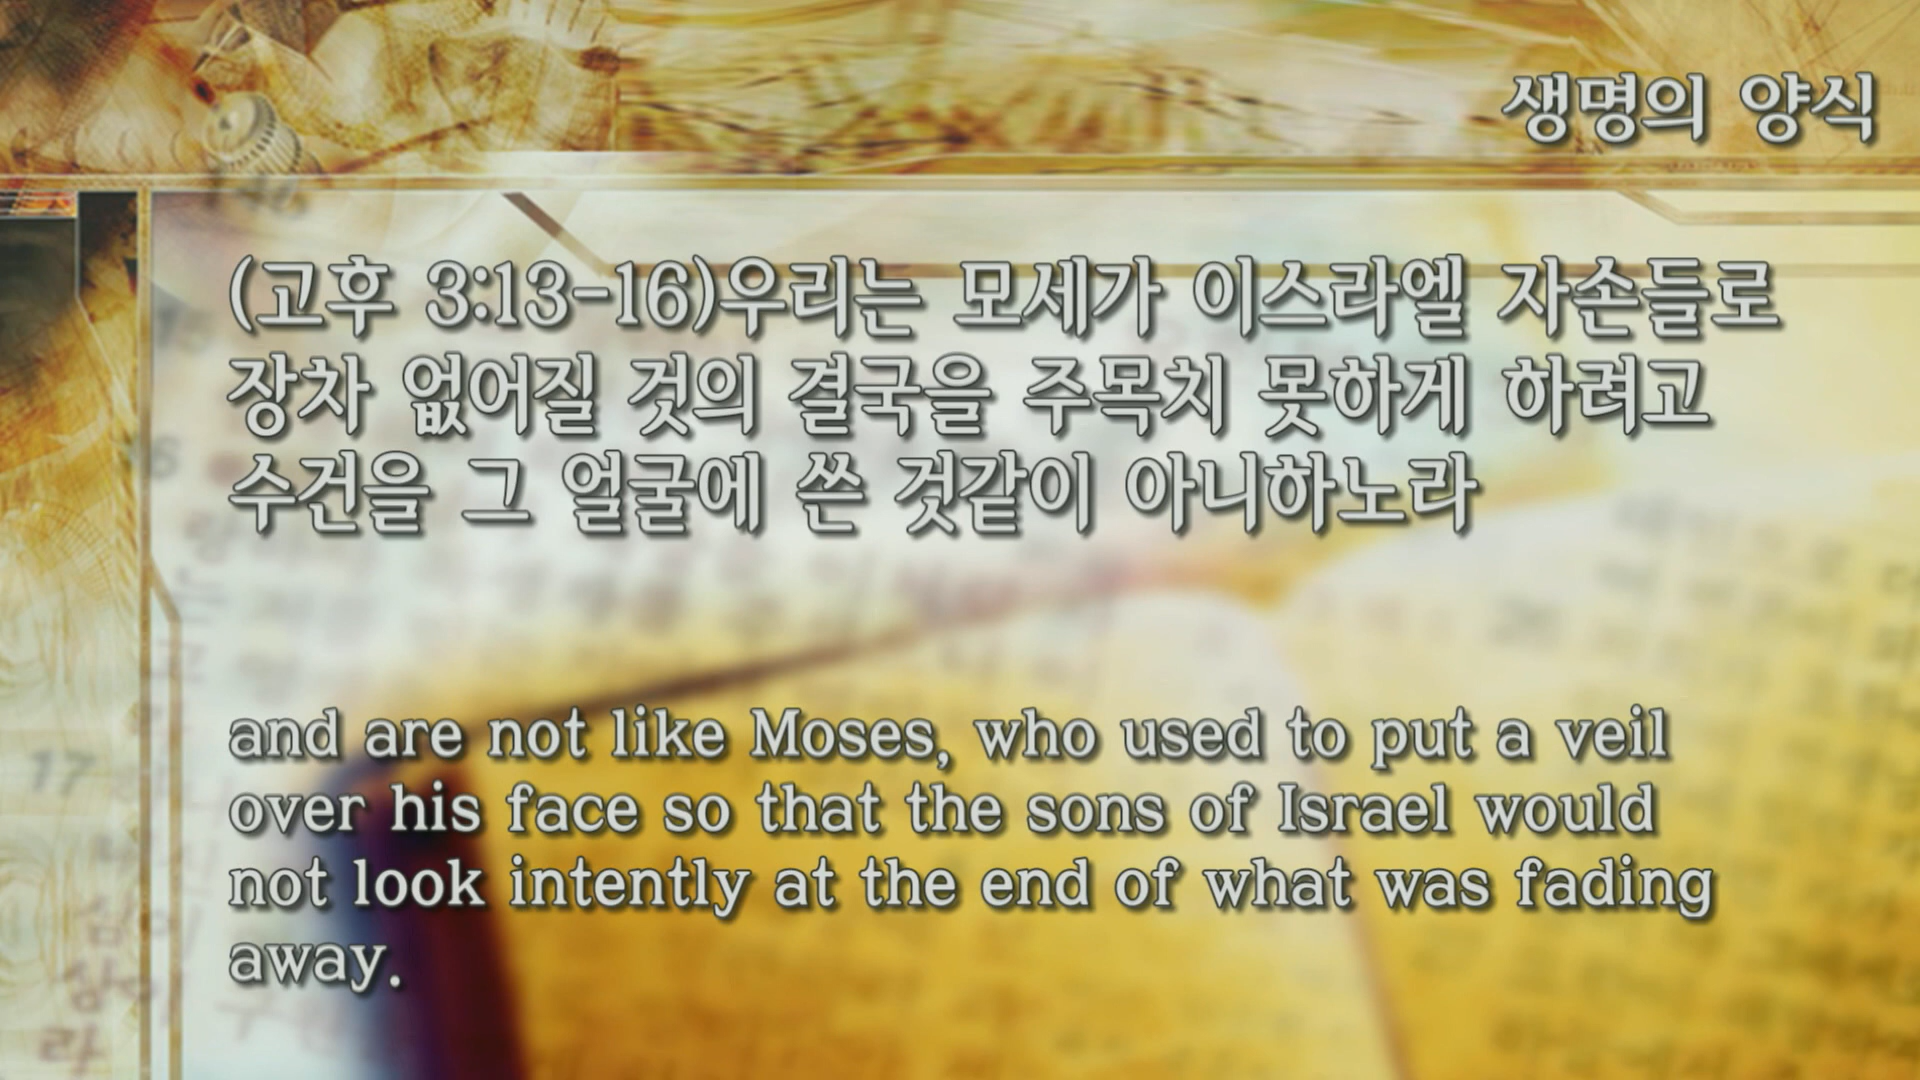 생명의 양식
(고후 3:13-16)우리는 모세가 이스라엘 자손들로
장차 없어질 것의 결국을 주목치 못하게 하려고
수건을 그 얼굴에 쓴 것같이 아니하노라
and are not like Moses, who used to put a veil
over his face so that the sons of Israel would
not look intently at the end of what was fading
away.